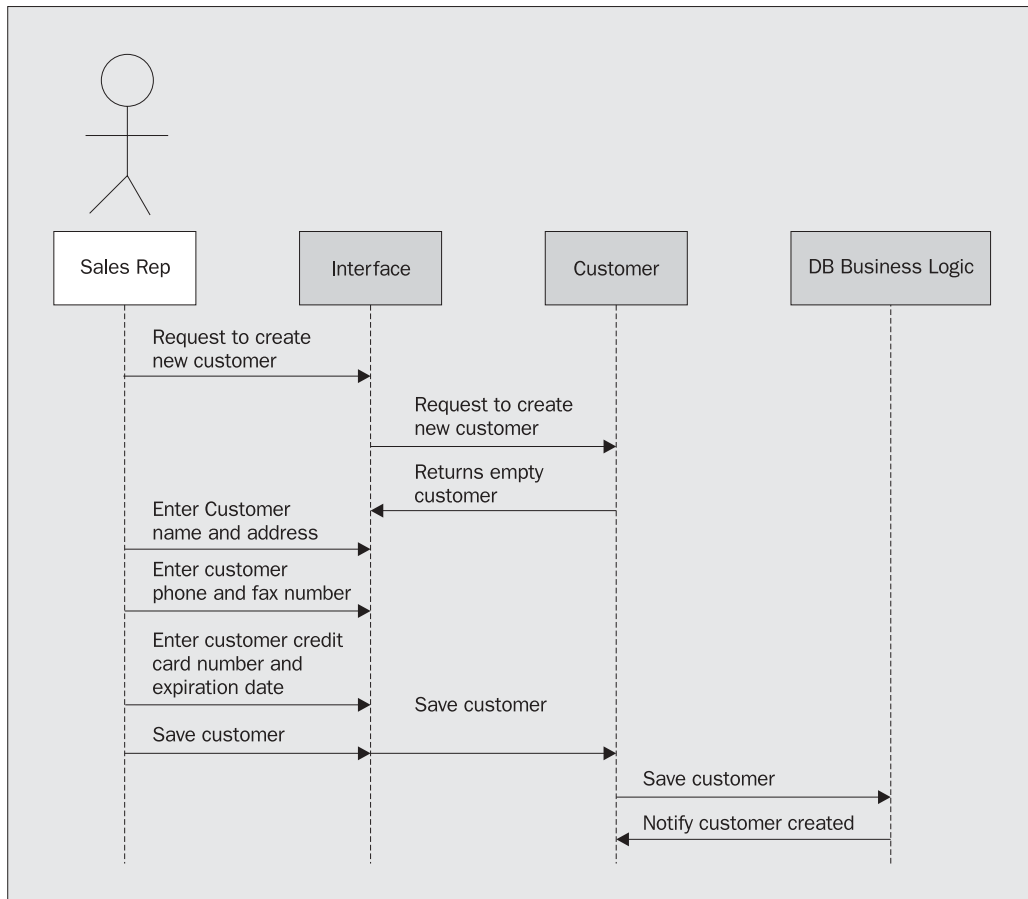 Sales Rep
Interface
Customer
DB Business Logic
Request to create
new customer
Request to create
new customer
Returns empty
customer
Enter Customer
name and address
Enter customer
phone and fax number
Enter customer credit
card number and
expiration date
Save customer
Save customer
Save customer
Notify customer created